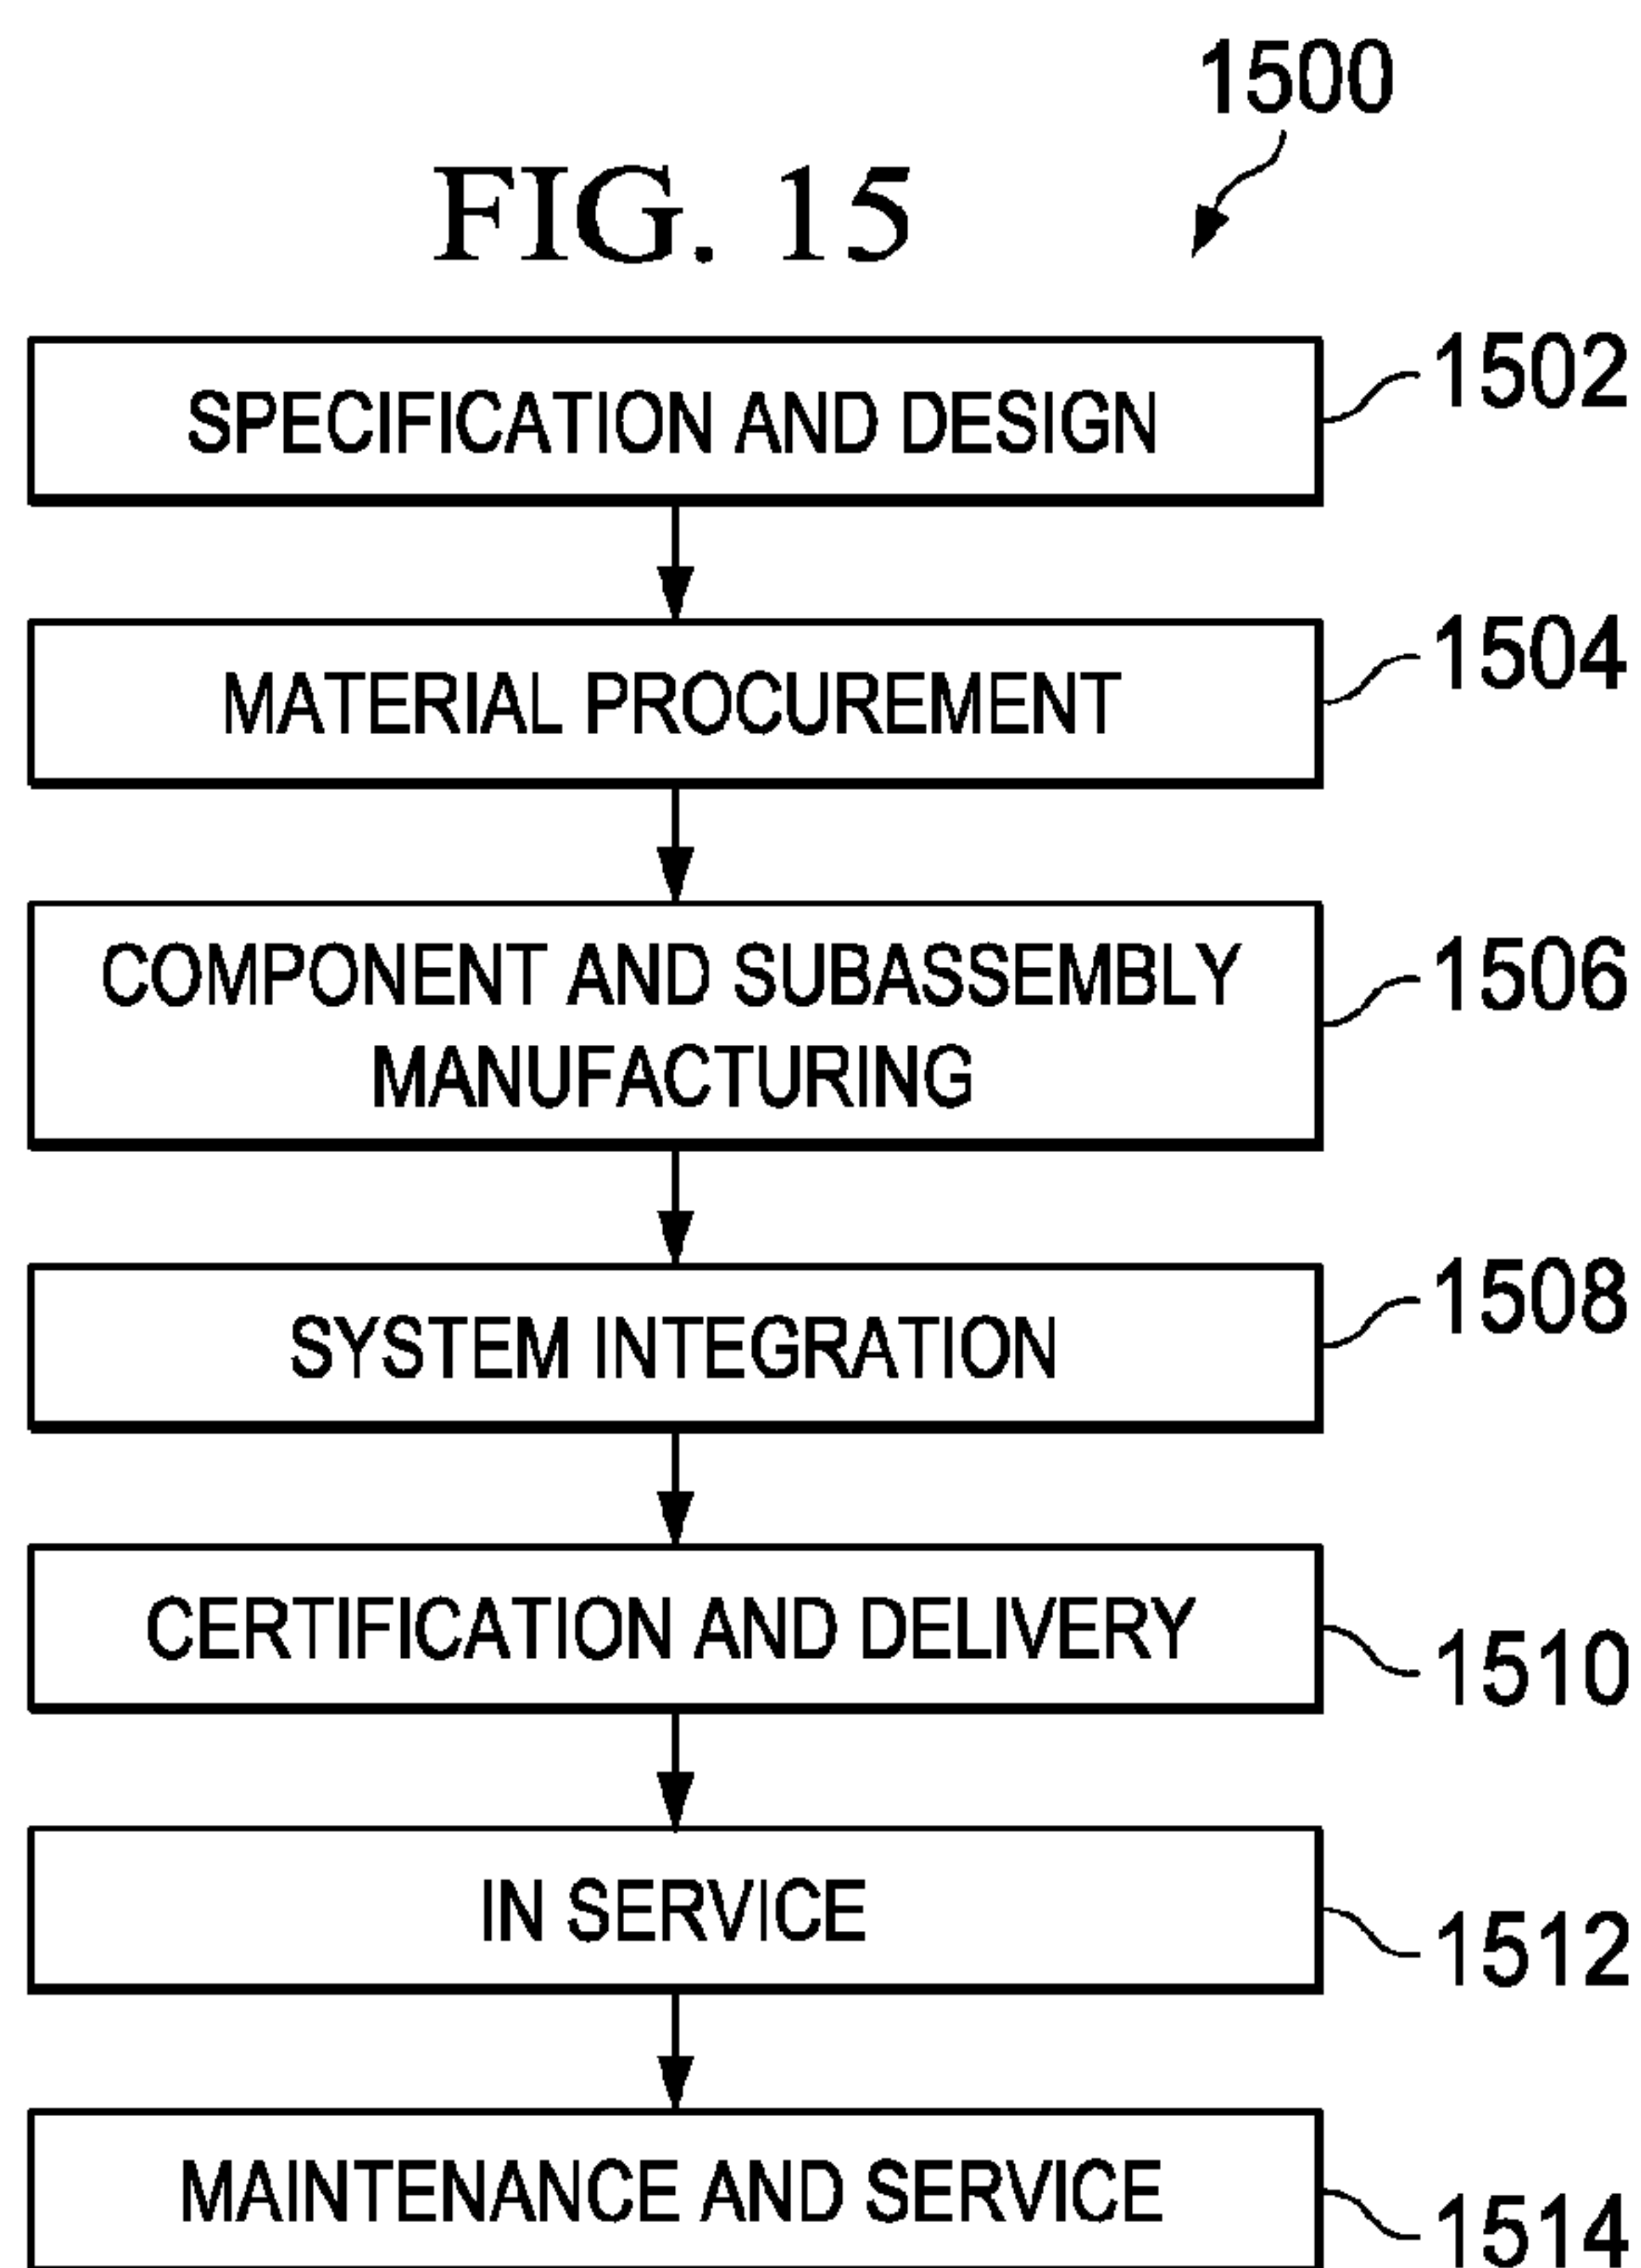 1500
FIG. 15
SPECIFICATION AND DESIGN
1502
MATERIAL PROCUREMENT
1504
COMPONENT AND SUBASSEMBLY
MANUFACTURING
1506
SYSTEM INTEGRATION
1508
CERTIFICATION AND DELIVERY
1510
IN SERVICE
1512
MAINTENANCE AND SERVICE
1514